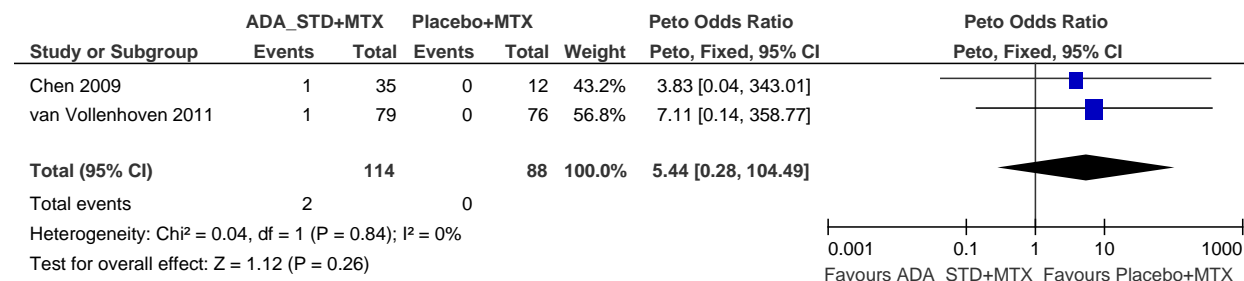 ADA_STD+MTX Placebo+MTX Peto Odds Ratio Peto Odds Ratio
Study or Subgroup Events Total Events Total Weight Peto, Fixed, 95% CI Peto, Fixed, 95% CI
Chen 2009 1 35 0 12 43.2% 3.83 [0.04, 343.01]
van Vollenhoven 2011 1 79 0 76 56.8% 7.11 [0.14, 358.77]
Total (95% CI) 114 88 100.0% 5.44 [0.28, 104.49]
Total events 2 0
Heterogeneity: Chi² = 0.04, df = 1 (P = 0.84); I² = 0%
Test for overall effect: Z = 1.12 (P = 0.26)
0.001 0.1 1 10 1000
Favours ADA_STD+MTX Favours Placebo+MTX